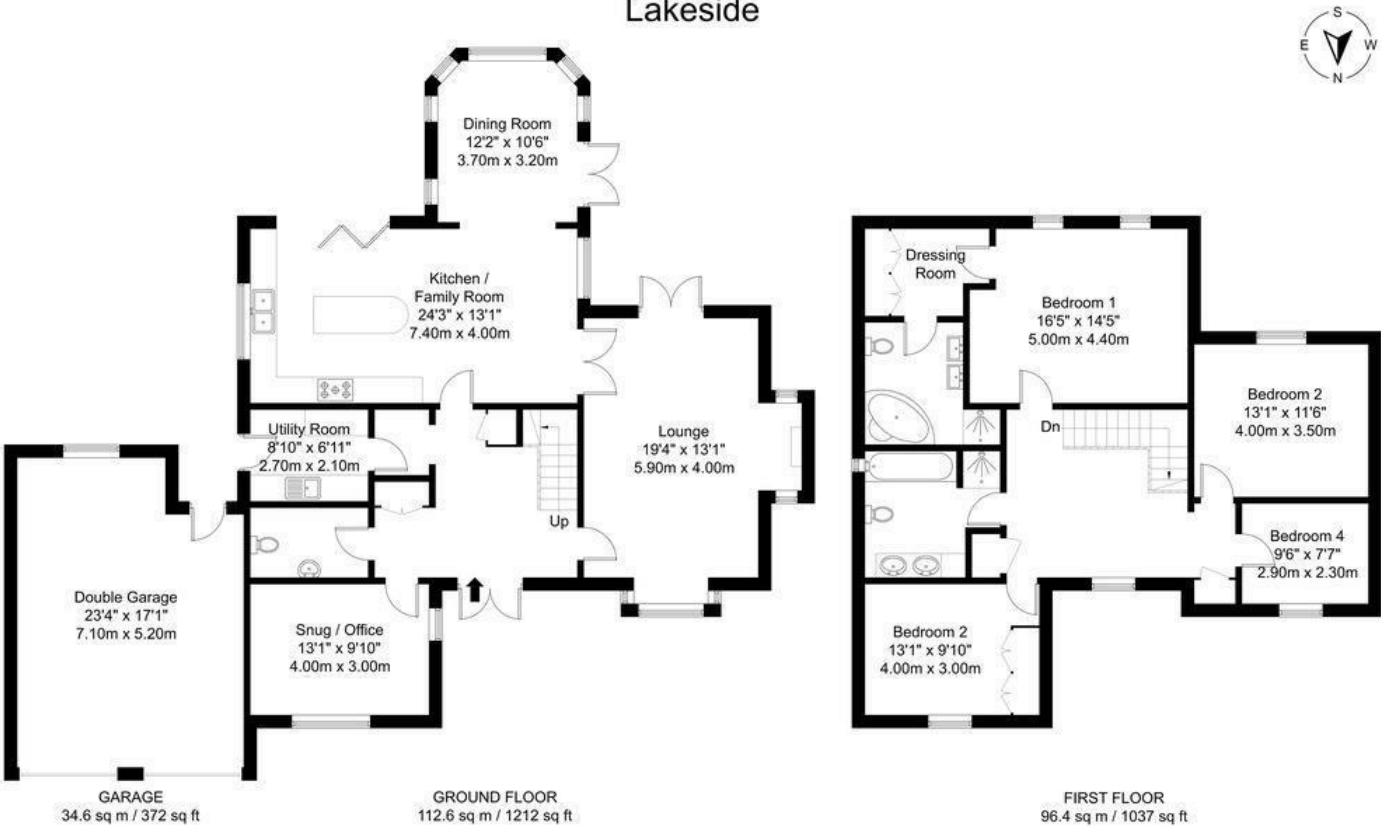 Lakeside
S
E
W
N
Dining Room
12'2" x 10'6"
3.70m x 3.20m
Kitchen /
Family Room
24'3" x 13'1"
7.40m x 4.00m
Utility Room
8'10" x 6'11"
2.70m x 2.10m
Lounge
19'4" x 13'1"
5.90m x 4.00m
Up
Double Garage
23'4" x 17'1"
7.10m x 5.20m
Snug / Office
13'1" x 9'10"
4.00m x 3.00m
GARAGE
34.6 sq m / 372 sq ft
GROUND FLOOR
112.6 sq m / 1212 sq ft
Dressing
Room
Bedroom 1
16'5" x 14'5"
5.00m x 4.40m
Bedroom 2
13'1" x 11'6"
4.00m x 3.50m
Dn
Bedroom 4
9'6" x 7'7"
2.90m x 2.30m
Bedroom 2
13'1" x 9'10"
4.00m x 3.00m
FIRST FLOOR
96.4 sq m / 1037 sq ft